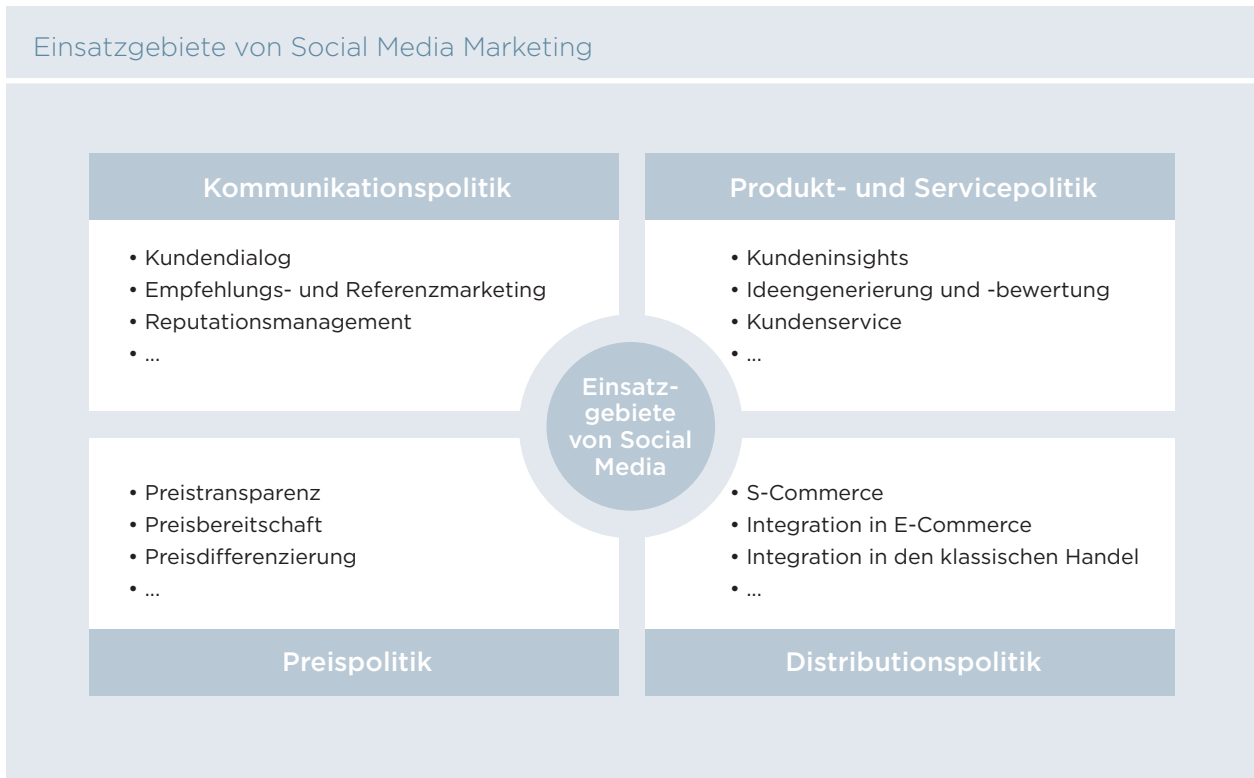 Einsatzgebiete von Social Media Marketing
Kommunikationspolitik
• Kundendialog
• Empfehlungs- und Referenzmarketing
• Reputationsmanagement
• ...
Produkt- und Servicepolitik
• Kundeninsights
• Ideengenerierung und -bewertung
• Kundenservice
• ...
Einsatz-
gebiete
von Social
Media
• Preistransparenz
• Preisbereitschaft
• Preisdifferenzierung
• ...
Preispolitik
• S-Commerce
• Integration in E-Commerce
• Integration in den klassischen Handel
• ...
Distributionspolitik